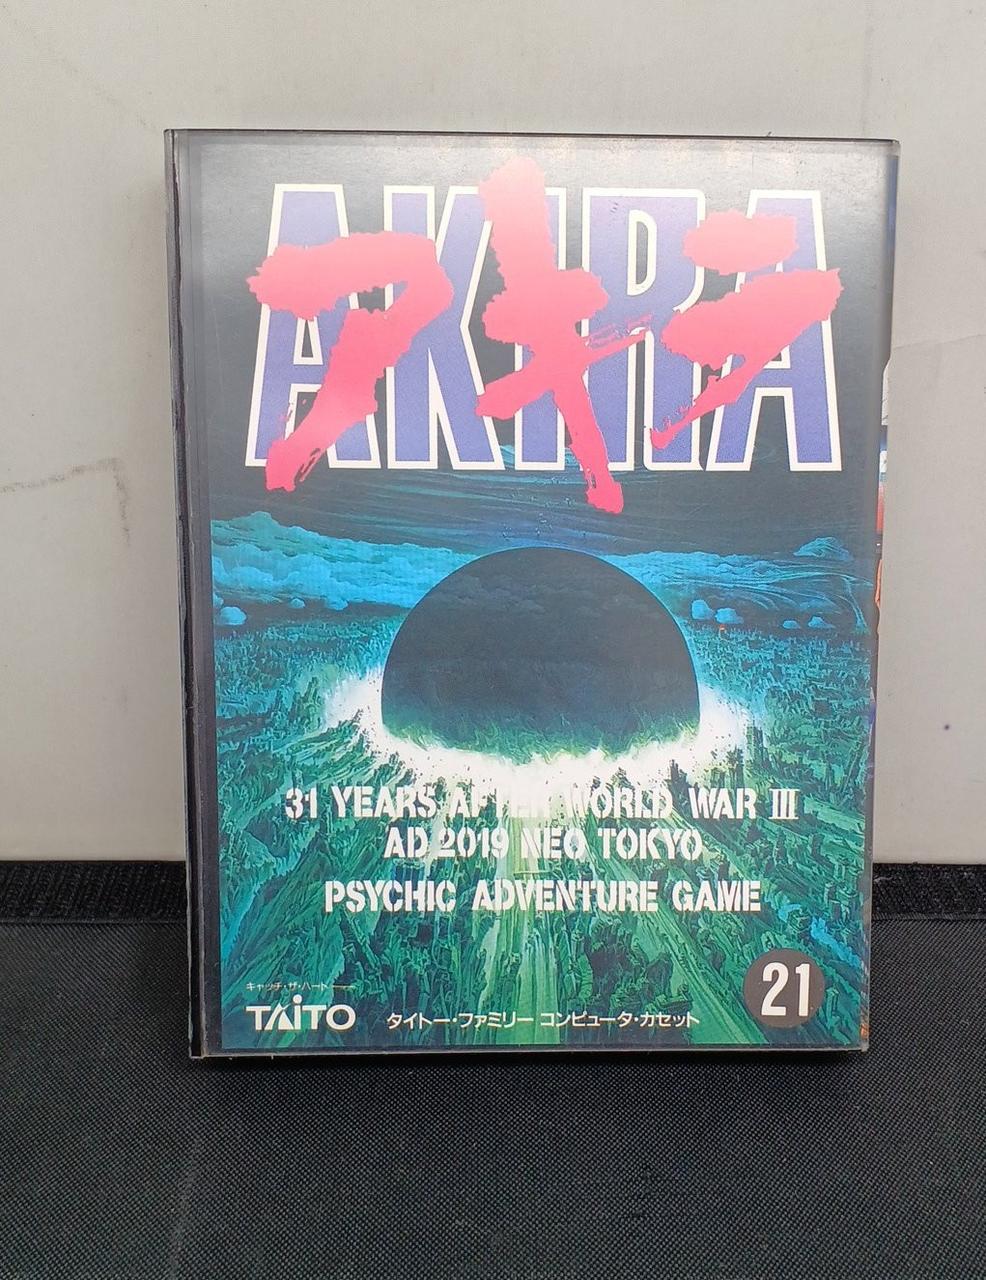 AKIRA
アキラ
31 YEARS AFTER WORLD WAR III
AD 2019 NEO TOKYO
PSYCHIC ADVENTURE GAME
21
キャッチ・ザ・ハート
TAiTO タイトー・ファミリー コンピュータ・カセット